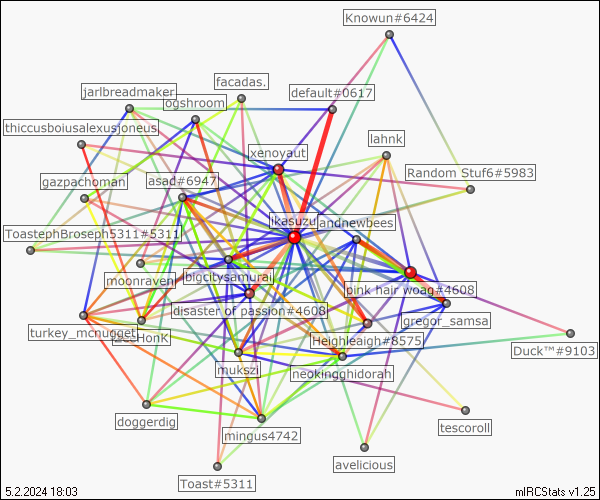 Knowun#6424
facadas.
jarlbreadmaker
default#0617
ogshroom
thiccusboiusalexusjoneus
lahnk
xenoyaut
Random Stuf6#5983
gazpachoman
asad#6947
ikasuzu
andnewbees
ToastephBroseph5311#5311
moonraven
bigcitysamurai
pink hair woag#4608
disaster of passion#4608
gregor_samsa
turkey_mcnugget
HonK
Heighleaigh#8575
Duck™#9103
mukszi
neokingghidorah
doggerdig
mingus4742
tescoroll
avelicious
Toast#5311
5.2.2024 18:03
mIRCStats v1.25